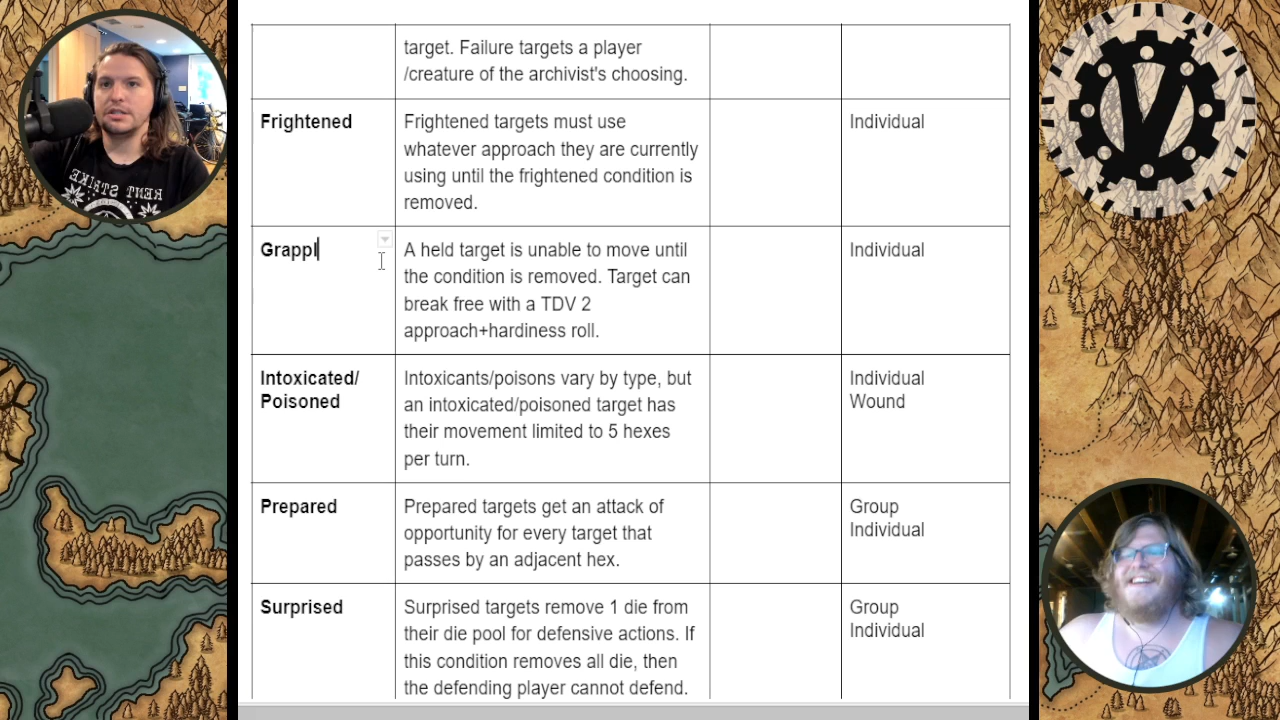 target. Failure targets a player
/creature of the archivist's choosing.
Frightened
Frightened targets must use
whatever approach they are currently
using until the frightened condition is
removed.
Individual
Grappl
A held target is unable to move until
the condition is removed. Target can
break free with a TDV 2
approach+hardiness roll.
Individual
Intoxicated/
Poisoned
Intoxicants/poisons vary by type, but
an intoxicated/poisoned target has
their movement limited to 5 hexes
per turn.
Individual
Wound
Prepared
Prepared targets get an attack of
opportunity for every target that
passes by an adjacent hex.
Group
Individual
Surprised
Surprised targets remove 1 die from
their die pool for defensive actions. If
this condition removes all die, then
the defending player cannot defend.
Group
Individual
KENT STRIKE
V